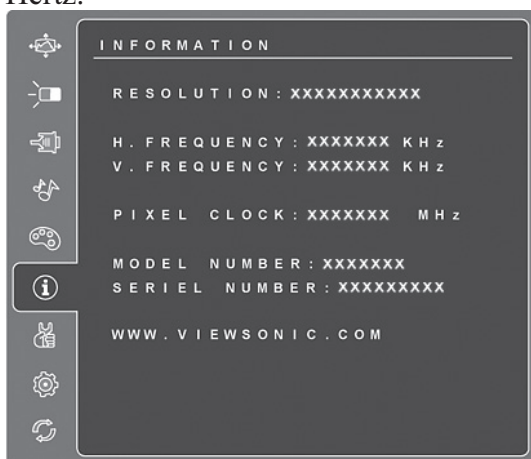 Hertz.
INFORMATION
RESOLUTION: XXXXXXXXXXX
H. FREQUENCY: XXXXXXX KHz
V. FREQUENCY: XXXXXXX KHz
PIXEL CLOCK: XXXXXXX MHz
MODEL NUMBER: XXXXXXX
SERIEL NUMBER: XXXXXXXXX
WWW.VIEWSONIC.COM